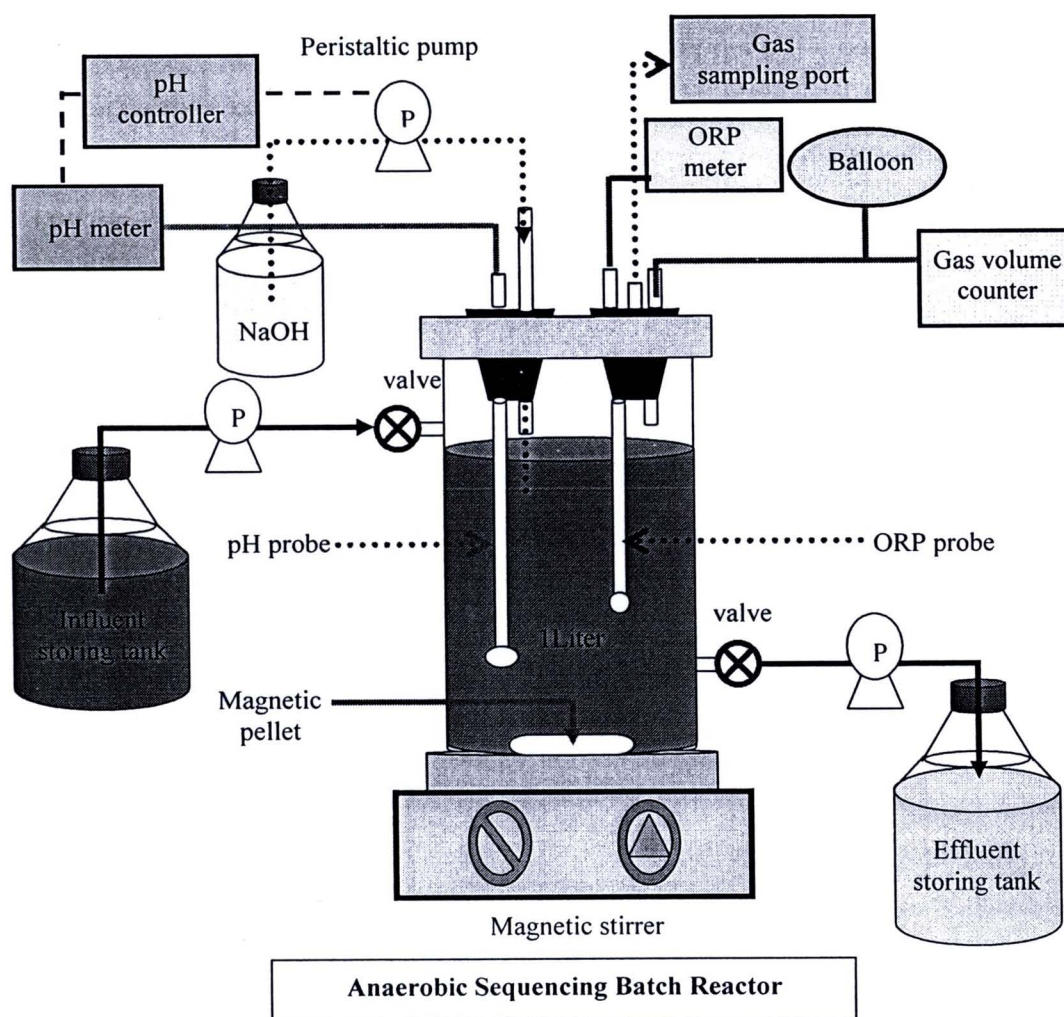 Peristaltic pump
Gas
sampling port
pH
controller
P
ORP
meter
Balloon
pH meter
Gas volume
counter
NaOH
valve
P
pH probe
ORP probe
Influent
storing tank
1Liter
valve
P
Magnetic
pellet
Effluent
storing tank
Magnetic stirrer
Anaerobic Sequencing Batch Reactor